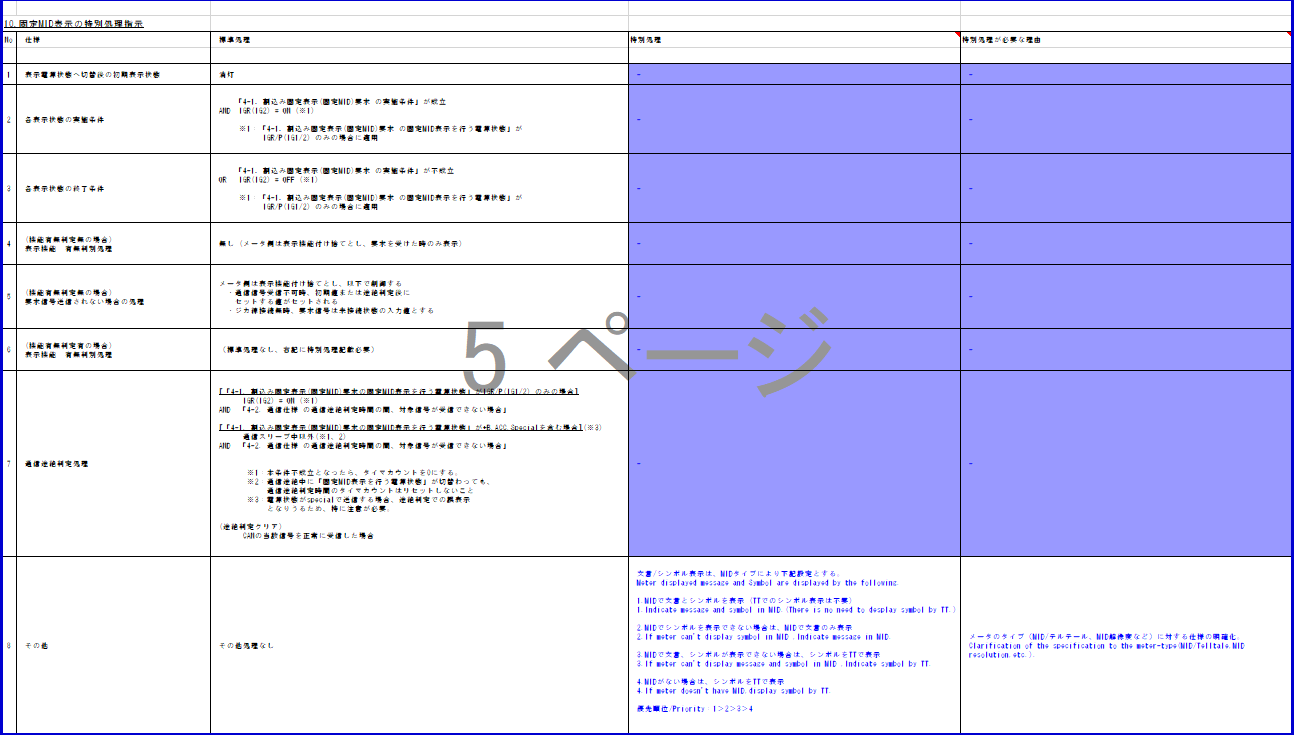 10.固定MID表示の特別処理指示
No 仕様 標準処理 特別処理 特別処理が必要な理由
1 表示電源状態へ切替後の初期表示状態 消灯 - -
2 各表示状態の実施条件 - -
「4-1. 割込み固定表示(固定MID)要求 の実施条件」が成立
AND IGR(IG2) = ON (※1)
※1:「4-1. 割込み固定表示(固定MID)要求 の固定MID表示を行う電源状態」が
IGR/P(IG1/2) のみの場合に適用
3 各表示状態の終了条件 - -
「4-1. 割込み固定表示(固定MID)要求 の実施条件」が不成立
OR IGR(IG2) = OFF (※1)
※1:「4-1. 割込み固定表示(固定MID)要求 の固定MID表示を行う電源状態」が
IGR/P(IG1/2) のみの場合に適用
4 (機能有無判定無の場合)
表示機能 有無判別処理
無し (メータ側は表示機能付け捨てとし、要求を受けた時のみ表示) - -
5 (機能有無判定無の場合)
要求信号送信されない場合の処理
メータ側は表示機能付け捨てとし、以下で制御する
・通信信号受信不可時、初期値または途絶判定後に
セットする値がセットされる
・ジカ線接続無時、要求信号は未接続状態の入力値とする
- -
6 (機能有無判定有の場合)
表示機能 有無判別処理
(標準処理なし、右記に特別処理記載必要) - -
5 ページ
7 通信途絶判定処理 - -
[「4-1. 割込み固定表示(固定MID)要求の固定MID表示を行う電源状態」がIGR/P(IG1/2) のみの場合]
IGR(IG2) = ON (※1)
AND 「4-2. 通信仕様 の通信途絶判定時間の間、対象信号が受信できない場合」
[「4-1. 割込み固定表示(固定MID)要求の固定MID表示を行う電源状態」が+B,ACC,Specialを含む場合](※3)
通信スリープ中以外(※1、2)
AND 「4-2. 通信仕様 の通信途絶判定時間の間、対象信号が受信できない場合」
※1:本条件不成立となったら、タイマカウントを0にする。
※2:通信途絶中に「固定MID表示を行う電源状態」が切替わっても、
通信途絶判定時間のタイマカウントはリセットしないこと
※3:電源状態がspecialで送信する場合、途絶判定での誤表示
となりうるため、特に注意が必要。
(途絶判定クリア)
CANの当該信号を正常に受信した場合
8 その他 その他処理なし
文言/シンボル表示は、MIDタイプにより下記設定とする。
Meter displayed message and Symbol are displayed by the following.
1.MIDで文言とシンボルを表示 (TTでのシンボル表示は不要)
1.Indicate message and symbol in MID.(There is no need to desplay symbol by TT.)
2.MIDでシンボルを表示できない場合は、MIDで文言のみ表示
2.If meter can't display symbol in MID ,Indicate message in MID.
3.MIDで文言、シンボルが表示できない場合は、シンボルをTTで表示
3.If meter can't display message and symbol in MID ,Indicate symbol by TT.
4.MIDがない場合は、シンボルをTTで表示
4.If meter doesn't have MID,display symbol by TT.
優先順位/Priority:1>2>3>4
メータのタイプ (MID/テルテール、MID解像度など) に対する仕様の明確化。
Clarification of the specification to the meter-type(MID/Telltale,MID
resolution,etc.).